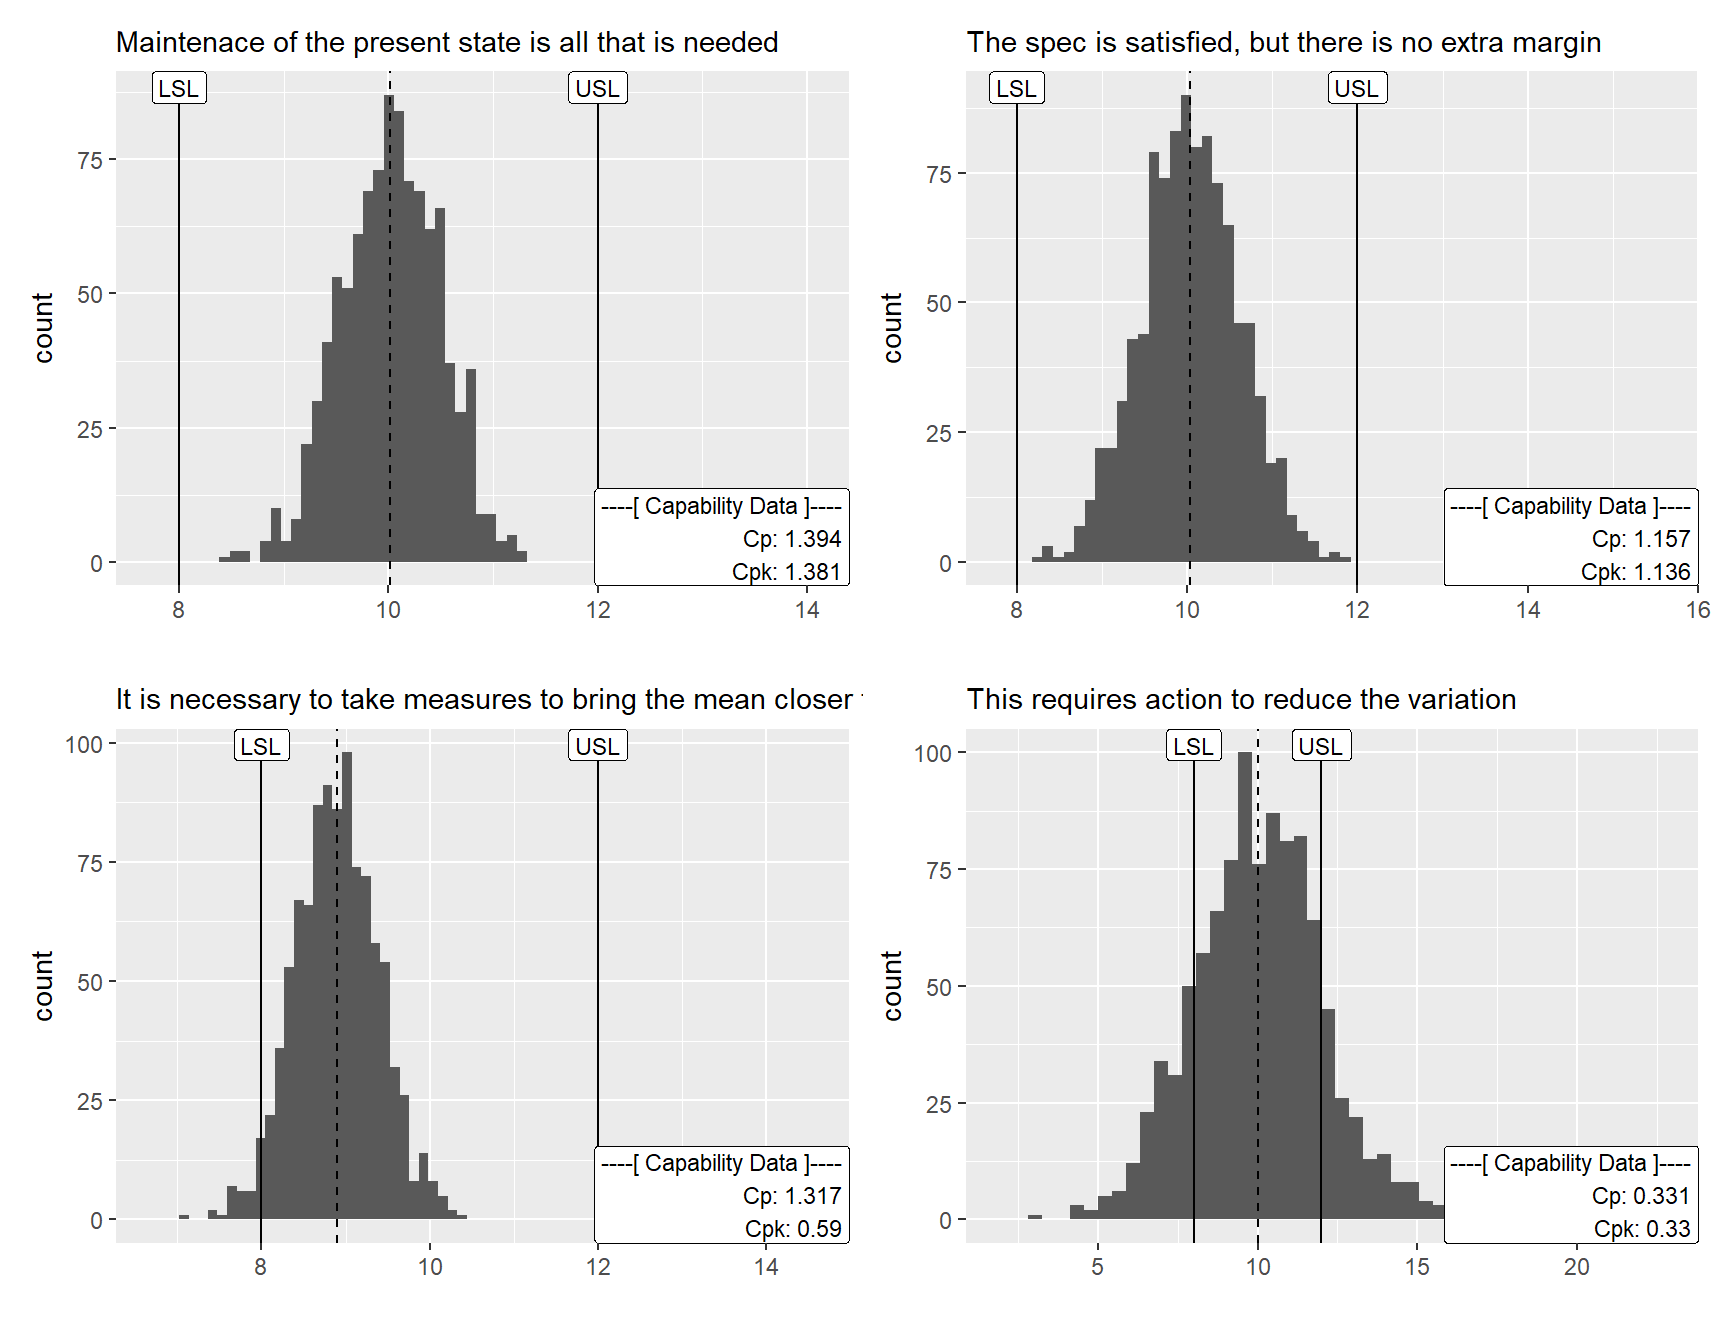 Maintenace of the present state is all that is needed
LSL
USL
count
75
50
25
0
----[ Capability Data ]----
Cp: 1.394
Cpk: 1.381
8 10 12 14
The spec is satisfied, but there is no extra margin
LSL
USL
count
75
50
25
0
----[ Capability Data ]----
Cp: 1.157
Cpk: 1.136
8 10 12 14 16
It is necessary to take measures to bring the mean closer
LSL
USL
count
100
75
50
25
0
----[ Capability Data ]----
Cp: 1.317
Cpk: 0.59
8 10 12 14
This requires action to reduce the variation
LSL
USL
count
100
75
50
25
0
----[ Capability Data ]----
Cp: 0.331
Cpk: 0.33
5 10 15 20